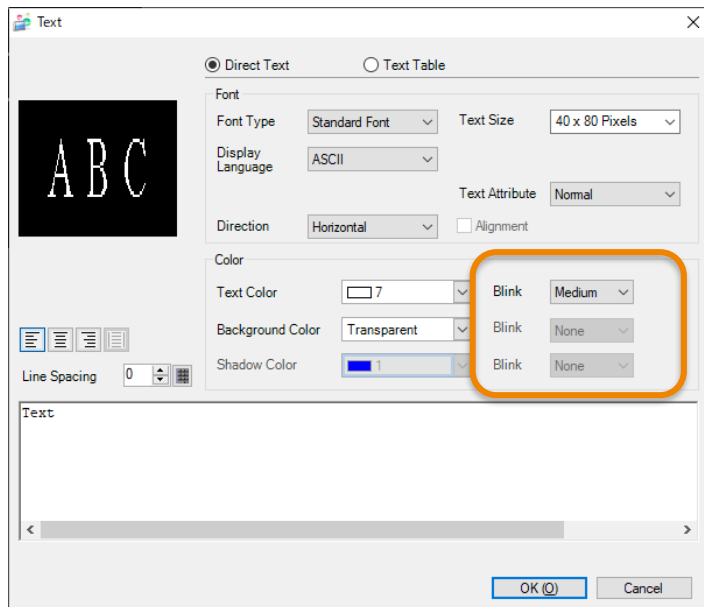 Text
Direct Text Text Table
Font
Font Type Standard Font Text Size 40 x 80 Pixels
Display Language ASCII
Text Attribute Normal
Direction Horizontal Alignment
ABC
Color
Text Color 7 Blink Medium
Background Color Transparent Blink None
Shadow Color 1 Blink None
Line Spacing 0
Text
OK (O) Cancel